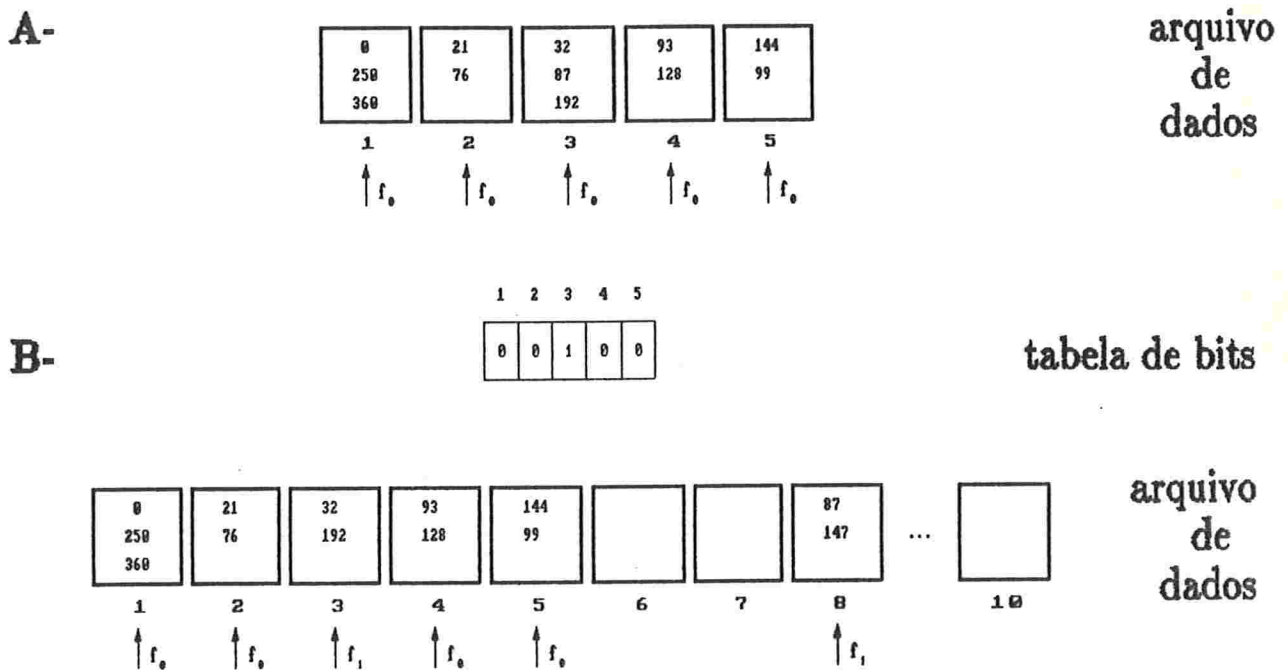 A-
0 21 32 93 144
250 76 87 128 99
360 192
1 2 3 4 5
f₀ f₀ f₀ f₀ f₀
arquivo
de
dados
1 2 3 4 5
B-
0 0 1 0 0
tabela de bits
0 21 32 93 144 87
250 76 192 128 99 147 ...
360
1 2 3 4 5 6 7 8 10
f₀ f₀ f₁ f₀ f₀ f₁
arquivo
de
dados